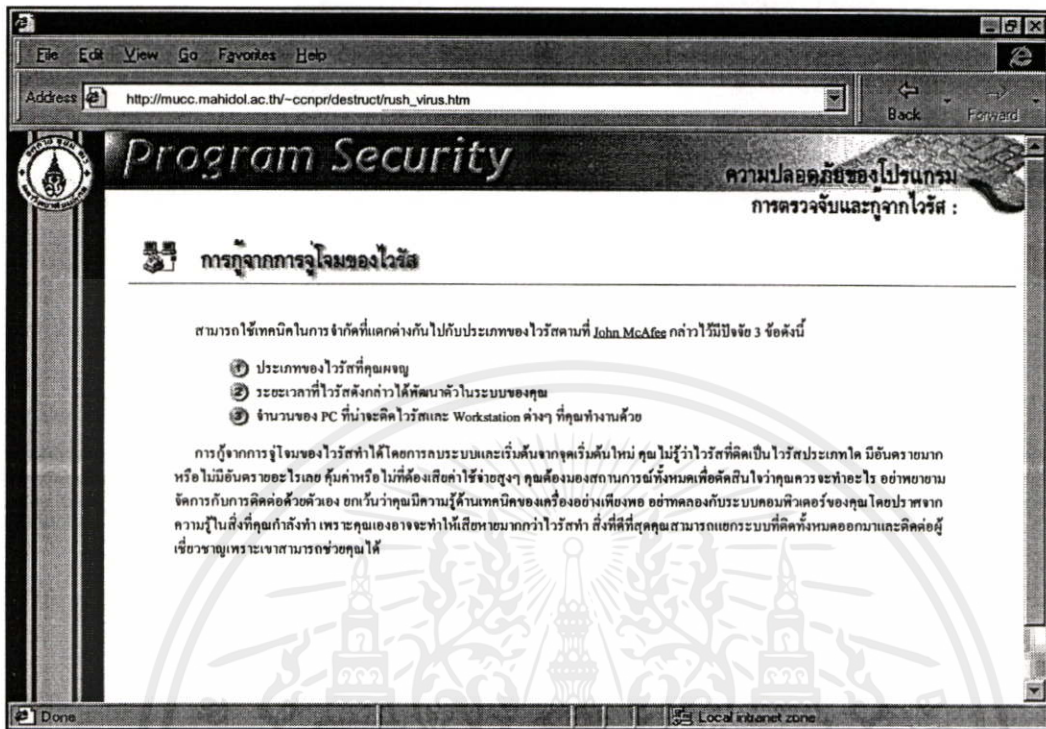 File Edit View Go Favorites Help
Address http://mucc.mahidol.ac.th/~ccnpr/destruct/rush_virus.htm Back Forward
Program Security
ความปลอดภัยของโปรแกรม
การตรวจจับและกู้จากไวรัส :
การกู้จากการจู่โจมของไวรัส
สามารถใช้เทคนิคในการจำกัดที่แตกต่างกันไปกับประเภทของไวรัสตามที่ John McAfee กล่าวไว้มีปัจจัย 3 ข้อดังนี้
1 ประเภทของไวรัสที่คุณผจญ
2 ระยะเวลาที่ไวรัสดังกล่าวได้พัฒนาตัวในระบบของคุณ
3 จำนวนของ PC ที่น่าจะติดไวรัสและ Workstation ต่างๆ ที่คุณทำงานด้วย
การกู้จากการจู่โจมของไวรัสทำได้โดยการลบระบบและเริ่มต้นจากจุดเริ่มต้นใหม่ คุณไม่รู้ว่าไวรัสที่ติดเป็นไวรัสประเภทใด มีอันตรายมาก
หรือไม่มีอันตรายอะไรเลย คุ้มค่าหรือไม่ที่ต้องเสียค่าใช้จ่ายสูงๆ คุณต้องมองสถานการณ์ทั้งหมดเพื่อตัดสินใจว่าคุณควรจะทำอะไร อย่าพยายาม
จัดการกับการติดต่อด้วยตัวเอง ยกเว้นว่าคุณมีความรู้ด้านเทคนิคของเครื่องอย่างเพียงพอ อย่าทดลองกับระบบคอมพิวเตอร์ของคุณโดยปราศจาก
ความรู้ในสิ่งที่คุณกำลังทำ เพราะคุณเองอาจจะทำให้เสียหายมากกว่าไวรัสทำ สิ่งที่ดีที่สุดคุณสามารถแยกระบบที่ติดทั้งหมดออกมาและติดต่อผู้
เชี่ยวชาญเพราะเขาสามารถช่วยคุณได้
Done Local intranet zone